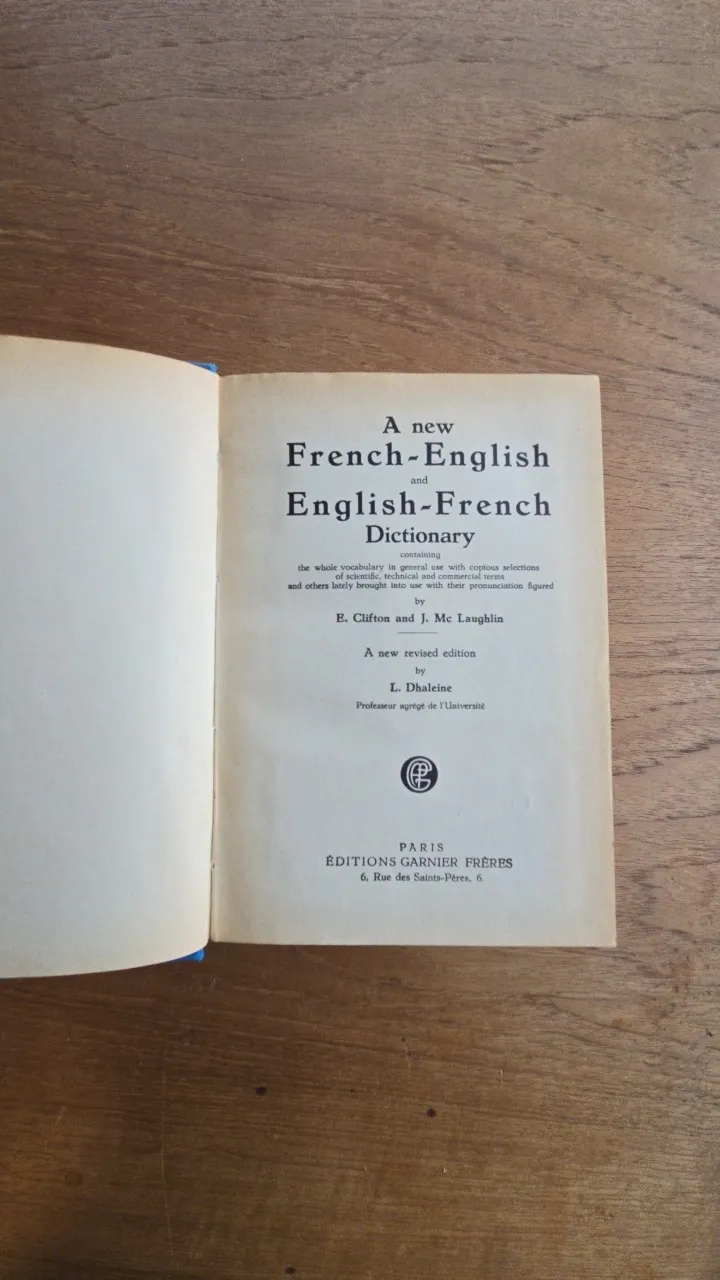 A new
French-English
and
English-French
Dictionary
containing
the whole vocabulary in general use with copious selections
of scientific, technical and commercial terms
and others lately brought into use with their pronunciation figured
by
E. Clifton and J. Mc Laughlin
A new revised edition
by
L. Dhaleine
Professeur agrégé de l'Université
PARIS
ÉDITIONS GARNIER FRÈRES
6, Rue des Saints-Pères, 6